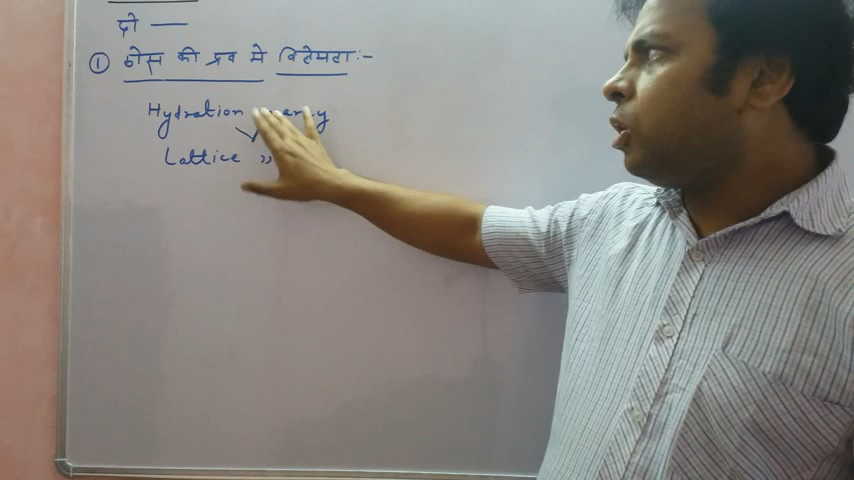 दो —
① ठोस की द्रव मे विलेयता :-
Hydration
Lattice "